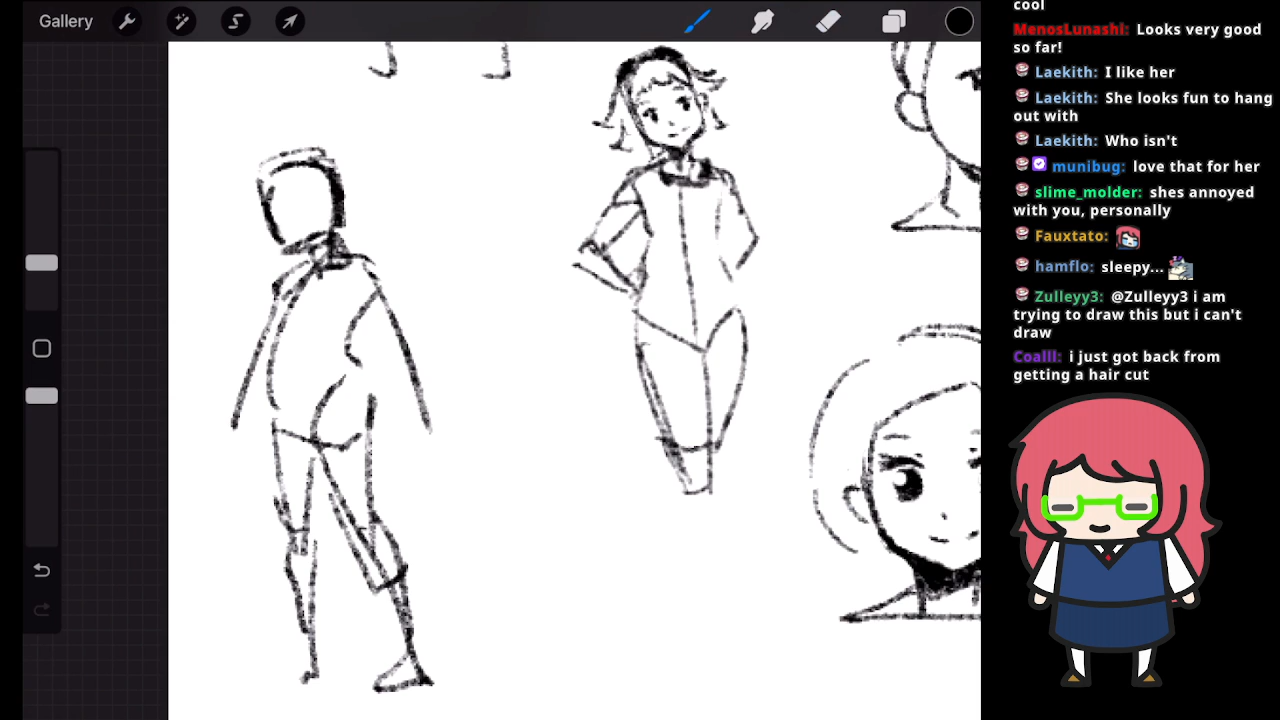 Gallery
cool
MenosLunashi: Looks very good
so far!
Laekith: I like her
Laekith: She looks fun to hang
out with
Laekith: Who isn't
munibug: love that for her
slime_molder: shes annoyed
with you, personally
Fauxtato:
hamflo: sleepy...
Zulleyy3: @Zulleyy3 i am
trying to draw this but i can't
draw
Coalll: i just got back from
getting a hair cut